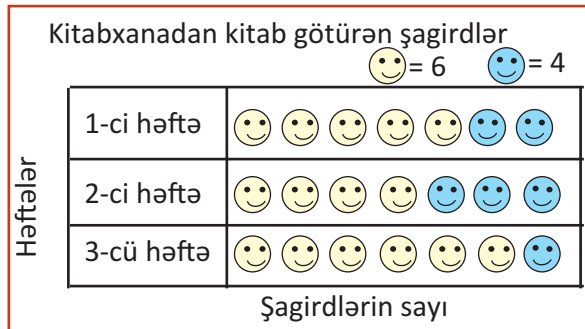 Kitabxanadan kitab götürən şagirdlər
= 6 = 4
1-ci həftə
2-ci həftə
3-cü həftə
Həftələr
Şagirdlərin sayı